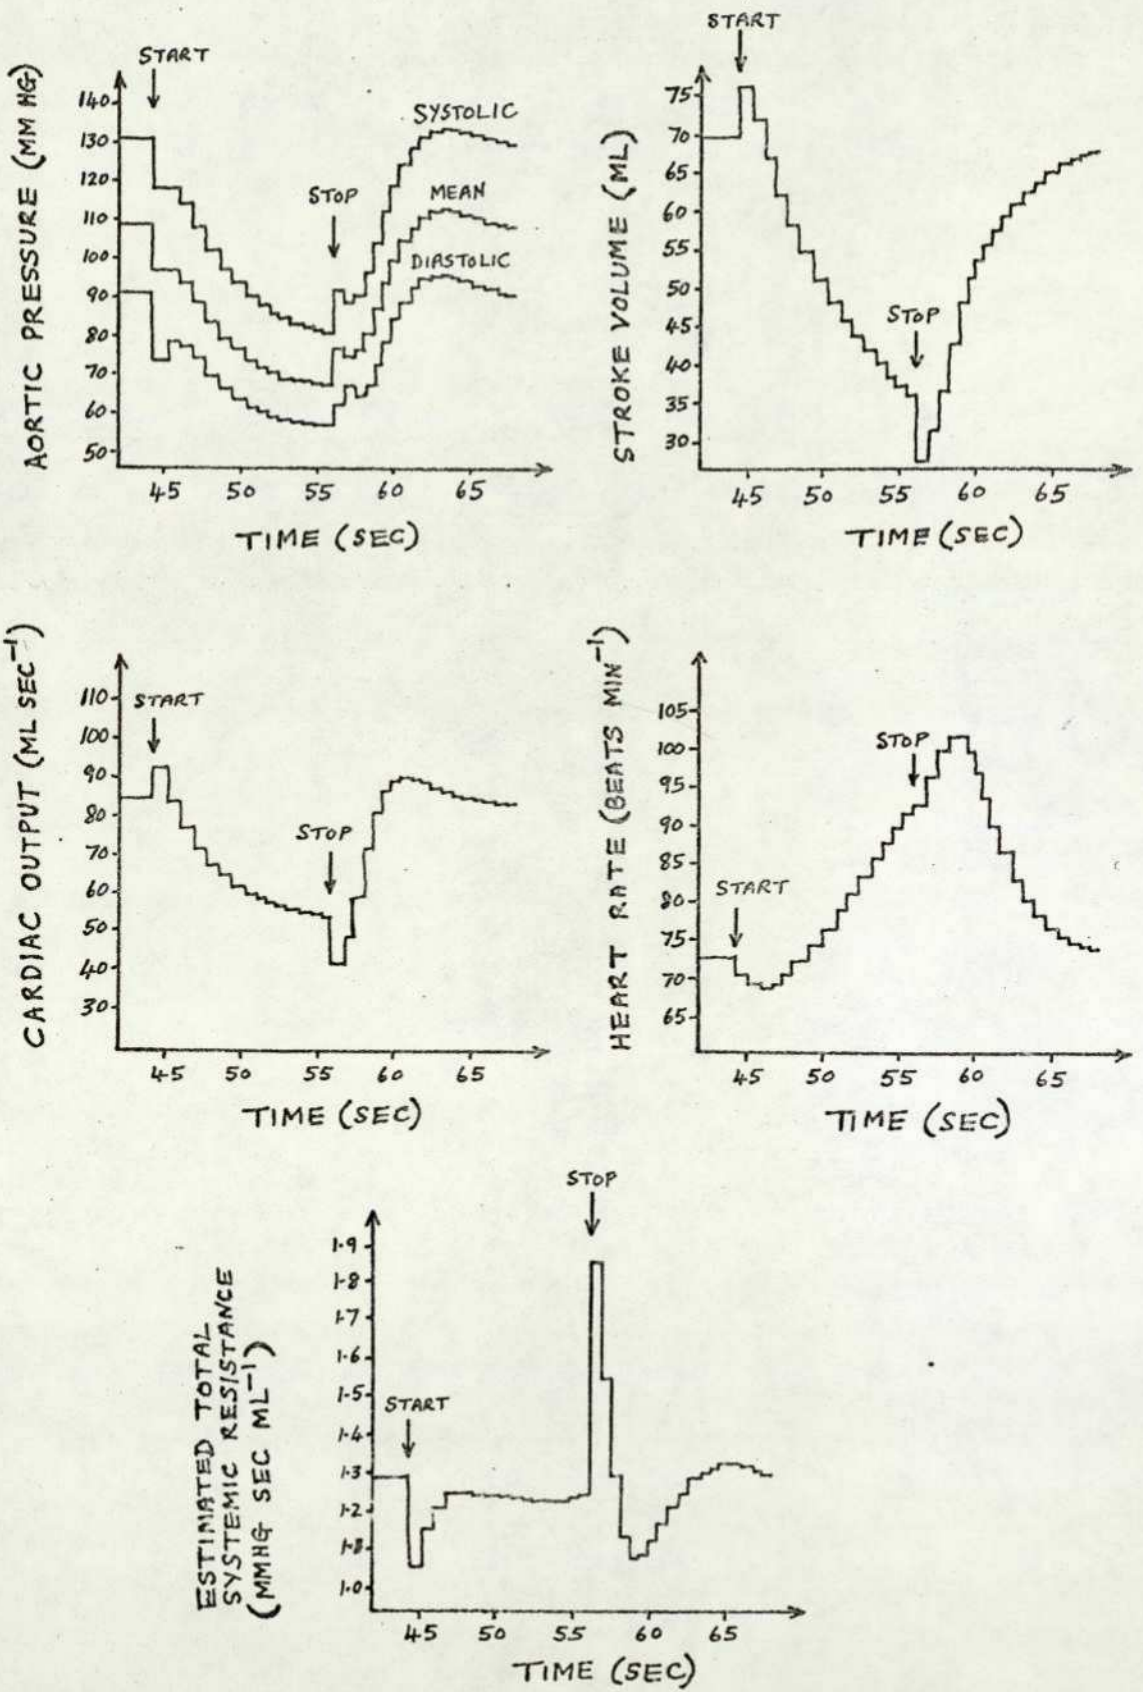 AORTIC PRESSURE (MM HG)
START
STOP
SYSTOLIC
MEAN
DIASTOLIC
140
130
120
110
100
90
80
70
60
50
45 50 55 60 65
TIME (SEC)
STROKE VOLUME (ML)
START
STOP
75
70
65
60
55
50
45
40
35
30
45 50 55 60 65
TIME (SEC)
CARDIAC OUTPUT (ML SEC⁻¹)
START
STOP
110
100
90
80
70
60
50
40
30
45 50 55 60 65
TIME (SEC)
HEART RATE (BEATS MIN⁻¹)
START
STOP
105
100
95
90
85
80
75
70
65
45 50 55 60 65
TIME (SEC)
ESTIMATED TOTAL
SYSTEMIC RESISTANCE
(MMHG SEC ML⁻¹)
START
STOP
1.9
1.8
1.7
1.6
1.5
1.4
1.3
1.2
1.1
1.0
45 50 55 60 65
TIME (SEC)